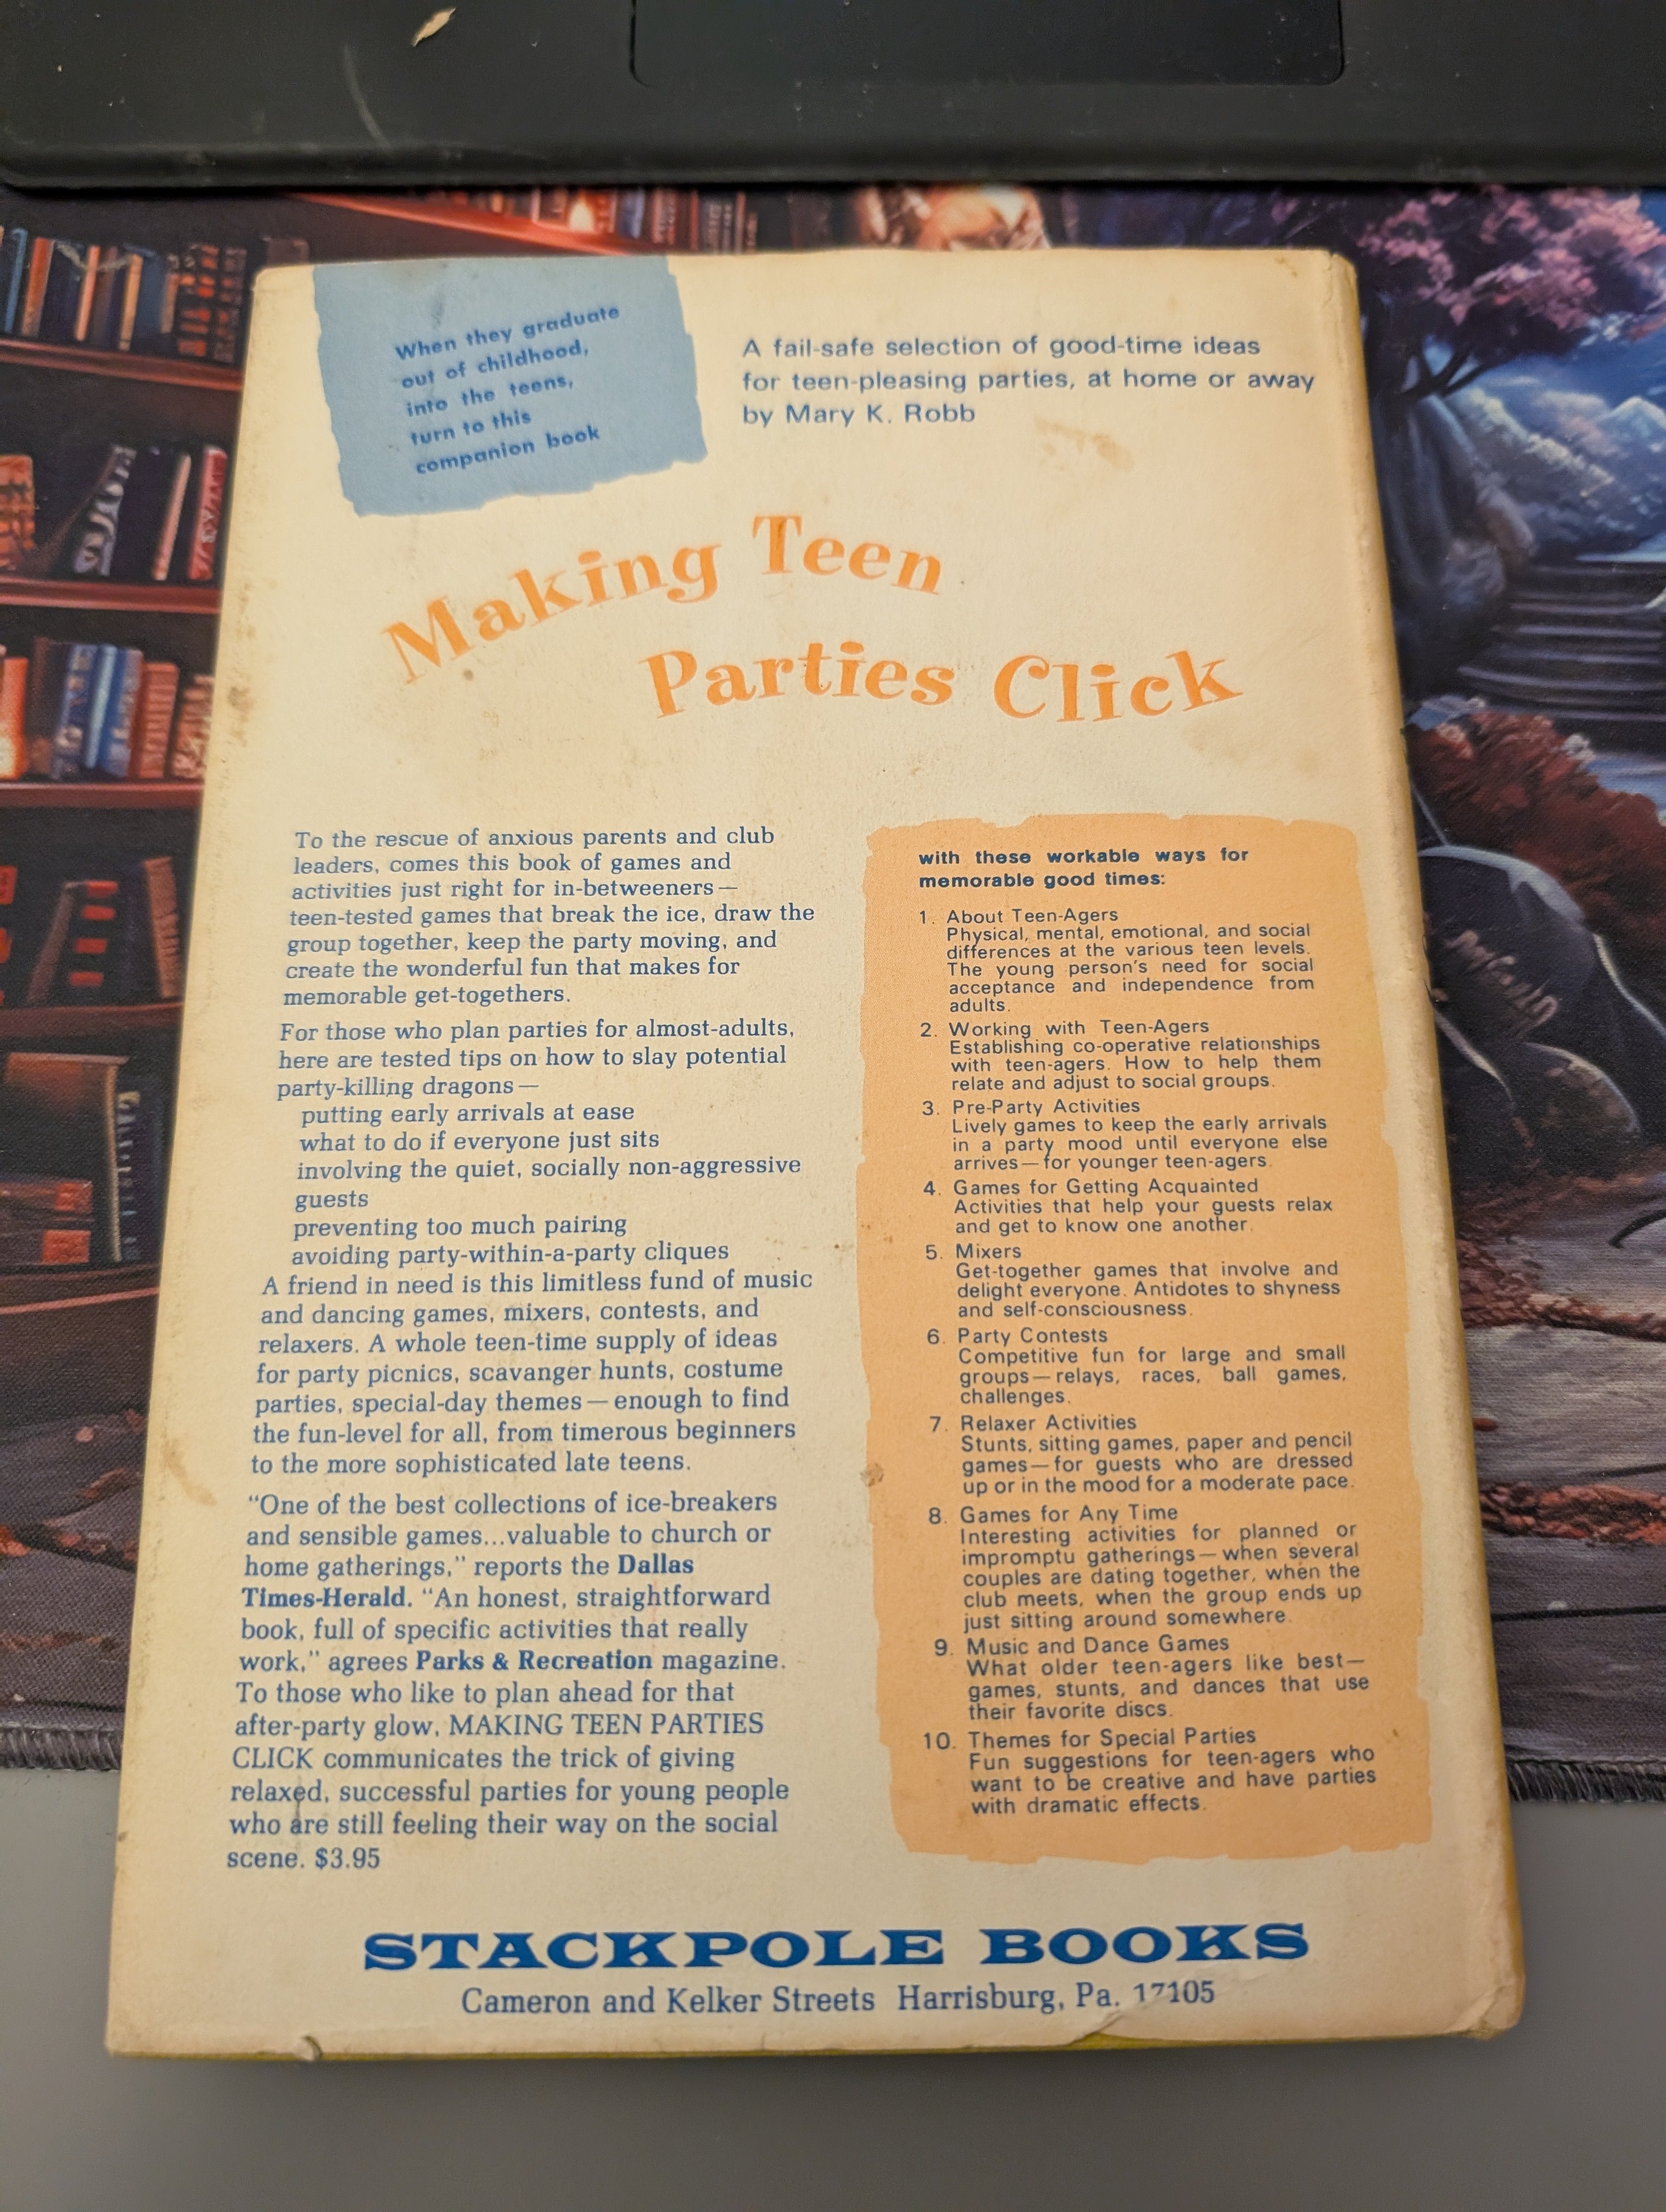 When they graduate
out of childhood,
into the teens,
turn to this
companion book
A fail-safe selection of good-time ideas
for teen-pleasing parties, at home or away
by Mary K. Robb
Making Teen
Parties Click
To the rescue of anxious parents and club
leaders, comes this book of games and
activities just right for in-betweeners—
teen-tested games that break the ice, draw the
group together, keep the party moving, and
create the wonderful fun that makes for
memorable get-togethers.
For those who plan parties for almost-adults,
here are tested tips on how to slay potential
party-killing dragons—
putting early arrivals at ease
what to do if everyone just sits
involving the quiet, socially non-aggressive
guests
preventing too much pairing
avoiding party-within-a-party cliques
A friend in need is this limitless fund of music
and dancing games, mixers, contests, and
relaxers. A whole teen-time supply of ideas
for party picnics, scavanger hunts, costume
parties, special-day themes—enough to find
the fun-level for all, from timerous beginners
to the more sophisticated late teens.
"One of the best collections of ice-breakers
and sensible games...valuable to church or
home gatherings," reports the Dallas
Times-Herald. "An honest, straightforward
book, full of specific activities that really
work," agrees Parks & Recreation magazine.
To those who like to plan ahead for that
after-party glow, MAKING TEEN PARTIES
CLICK communicates the trick of giving
relaxed, successful parties for young people
who are still feeling their way on the social
scene. $3.95
with these workable ways for
memorable good times:
1. About Teen-Agers
Physical, mental, emotional, and social
differences at the various teen levels.
The young person's need for social
acceptance and independence from
adults.
2. Working with Teen-Agers
Establishing co-operative relationships
with teen-agers. How to help them
relate and adjust to social groups.
3. Pre-Party Activities
Lively games to keep the early arrivals
in a party mood until everyone else
arrives—for younger teen-agers.
4. Games for Getting Acquainted
Activities that help your guests relax
and get to know one another.
5. Mixers
Get-together games that involve and
delight everyone. Antidotes to shyness
and self-consciousness.
6. Party Contests
Competitive fun for large and small
groups—relays, races, ball games,
challenges.
7. Relaxer Activities
Stunts, sitting games, paper and pencil
games—for guests who are dressed
up or in the mood for a moderate pace.
8. Games for Any Time
Interesting activities for planned or
impromptu gatherings—when several
couples are dating together, when the
club meets, when the group ends up
just sitting around somewhere.
9. Music and Dance Games
What older teen-agers like best—
games, stunts, and dances that use
their favorite discs.
10. Themes for Special Parties
Fun suggestions for teen-agers who
want to be creative and have parties
with dramatic effects.
STACKPOLE BOOKS
Cameron and Kelker Streets Harrisburg, Pa. 17105